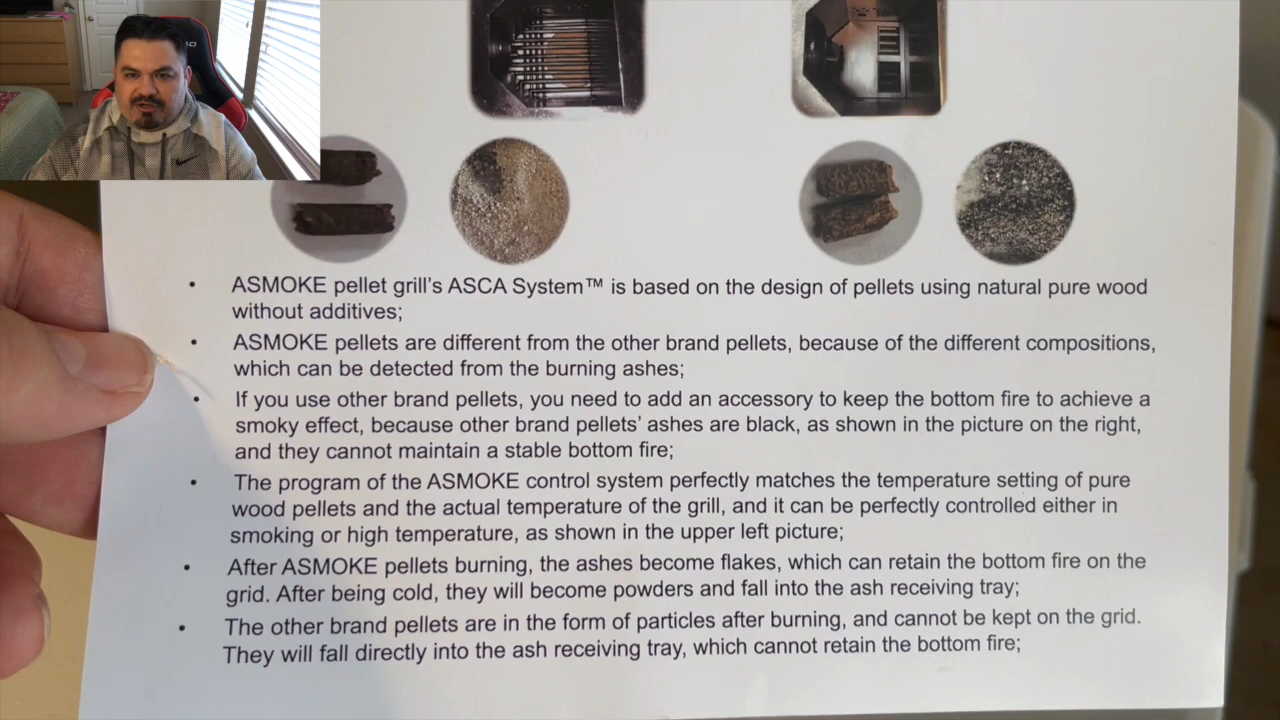 • ASMOKE pellet grill's ASCA System™ is based on the design of pellets using natural pure wood
without additives;
• ASMOKE pellets are different from the other brand pellets, because of the different compositions,
which can be detected from the burning ashes;
• If you use other brand pellets, you need to add an accessory to keep the bottom fire to achieve a
smoky effect, because other brand pellets' ashes are black, as shown in the picture on the right,
and they cannot maintain a stable bottom fire;
• The program of the ASMOKE control system perfectly matches the temperature setting of pure
wood pellets and the actual temperature of the grill, and it can be perfectly controlled either in
smoking or high temperature, as shown in the upper left picture;
• After ASMOKE pellets burning, the ashes become flakes, which can retain the bottom fire on the
grid. After being cold, they will become powders and fall into the ash receiving tray;
• The other brand pellets are in the form of particles after burning, and cannot be kept on the grid.
They will fall directly into the ash receiving tray, which cannot retain the bottom fire;